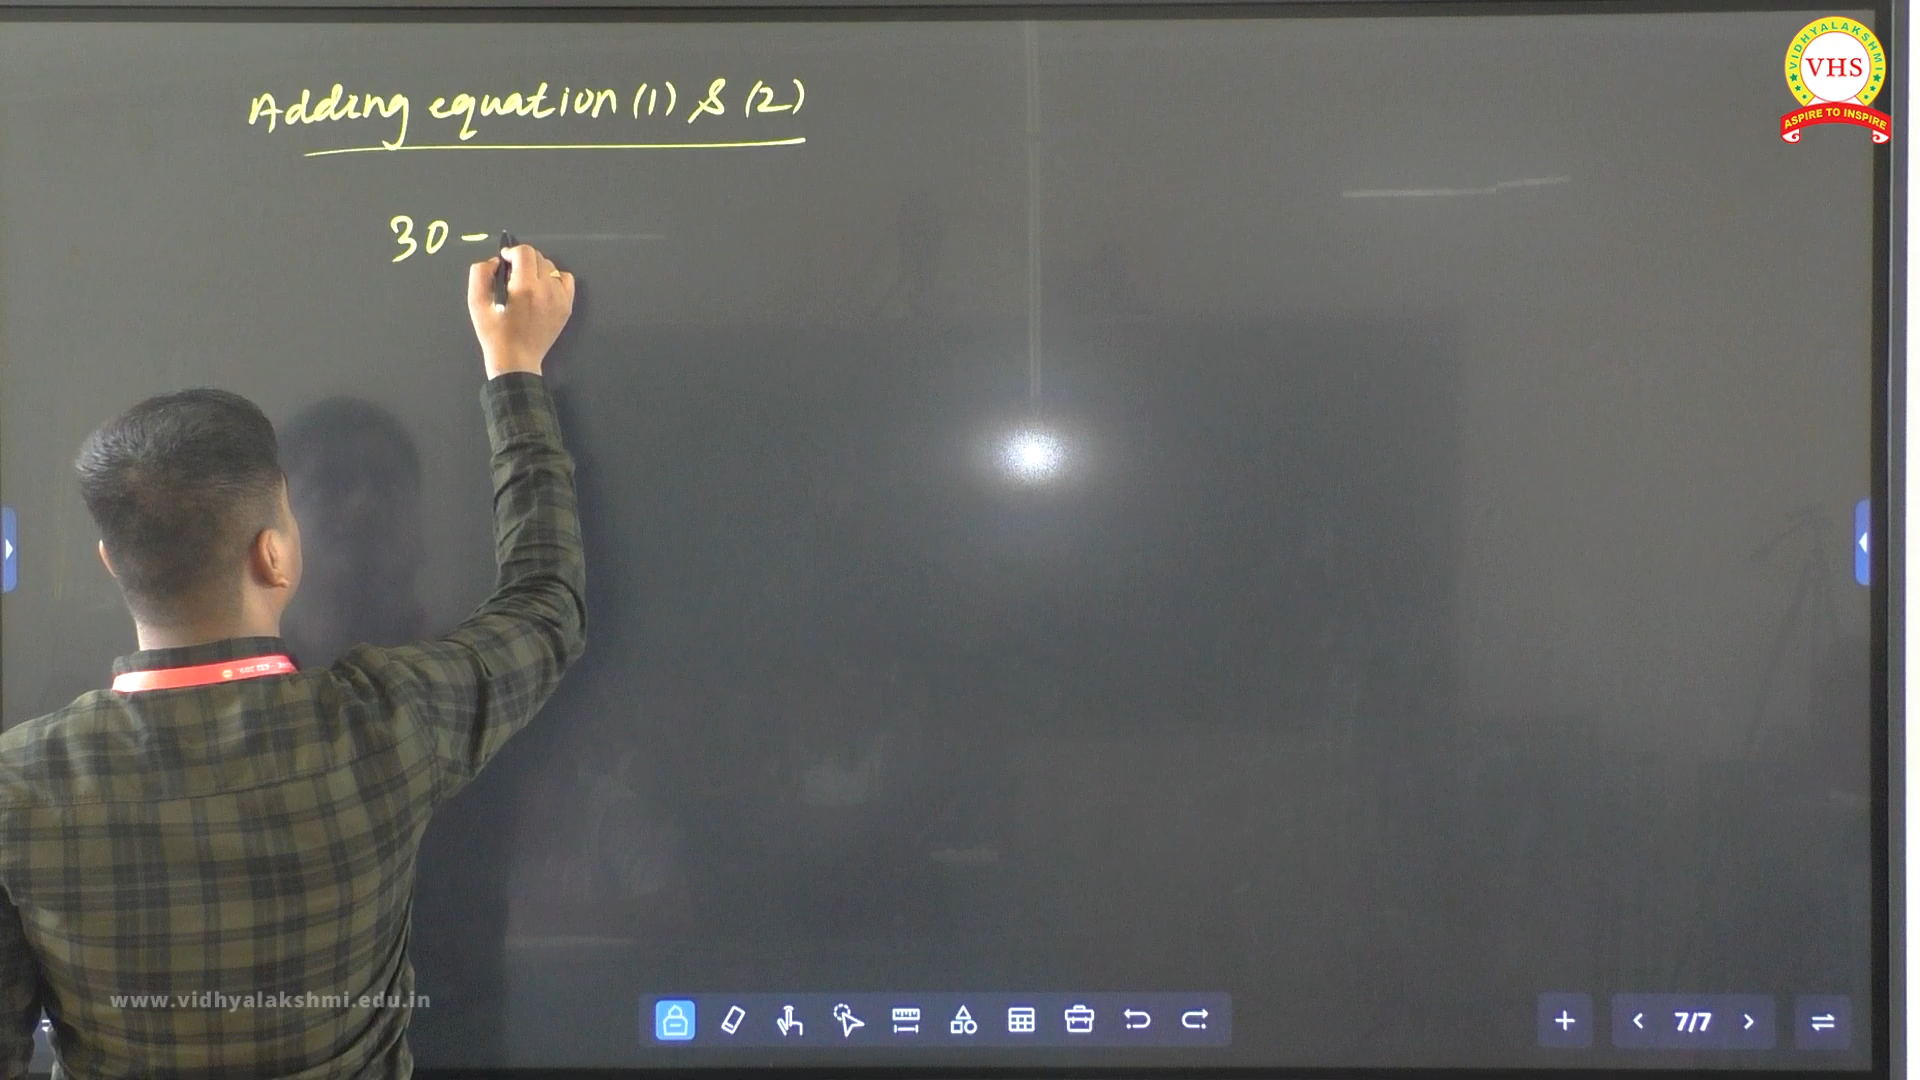 Adding equation (1) & (2)
30 -
VIDHYALAKSHMI
VHS
ASPIRE TO INSPIRE
www.vidhyalakshmi.edu.in
7/7